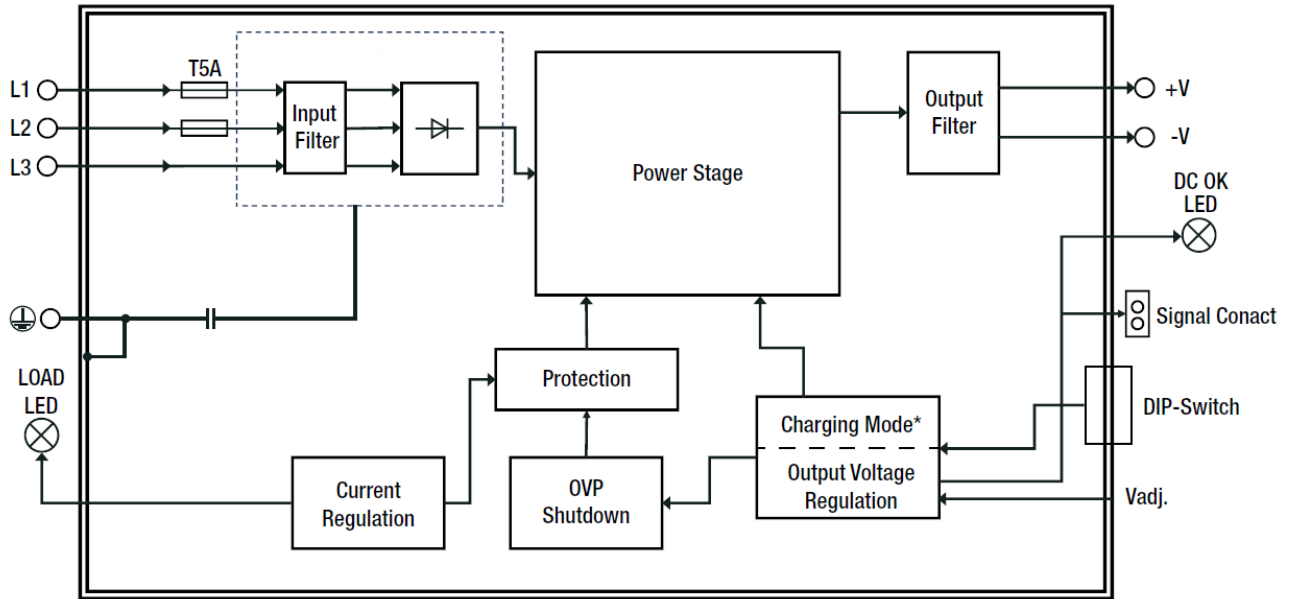 T5A
L1
L2
L3
Input
Filter
Power Stage
Output
Filter
+V
-V
DC OK
LED
Signal Conact
LOAD
LED
Protection
Charging Mode*
DIP-Switch
Current
Regulation
OVP
Shutdown
Output Voltage
Regulation
Vadj.